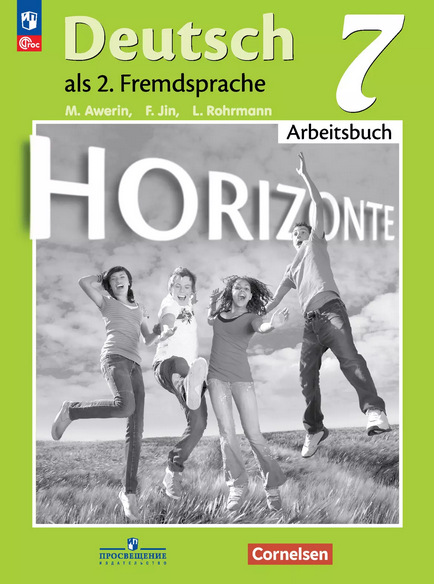 Deutsch 7
als 2. Fremdsprache
M. Awerin, F. Jin, L. Rohrmann
Arbeitsbuch
HORIZONTE
ПРОСВЕЩЕНИЕ
ИЗДАТЕЛЬСТВО
Cornelsen